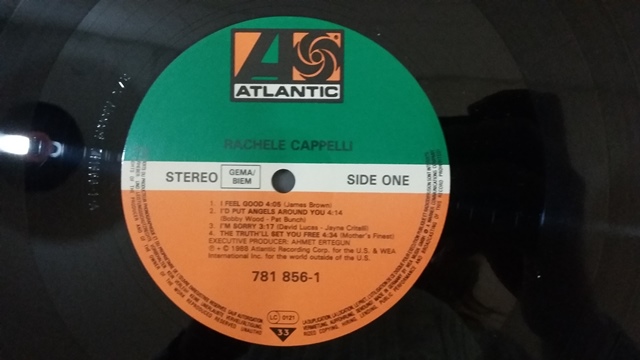 ATLANTIC
RACHELE CAPPELLI
STEREO
GEMA/
BIEM
SIDE ONE
1. I FEEL GOOD 4:05 (James Brown)
2. I'D PUT ANGELS AROUND YOU 4:14
(Bobby Wood - Pat Bunch)
3. I'M SORRY 3:17 (David Lucas - Jayne Critelli)
4. THE TRUTH'LL SET YOU FREE 4:34 (Mother's Finest)
EXECUTIVE PRODUCER: AHMET ERTEGUN
℗ - © 1988 Atlantic Recording Corp. for the U.S. & WEA
International Inc. for the world outside of the U.S.
781 856-1
LC 0121
33